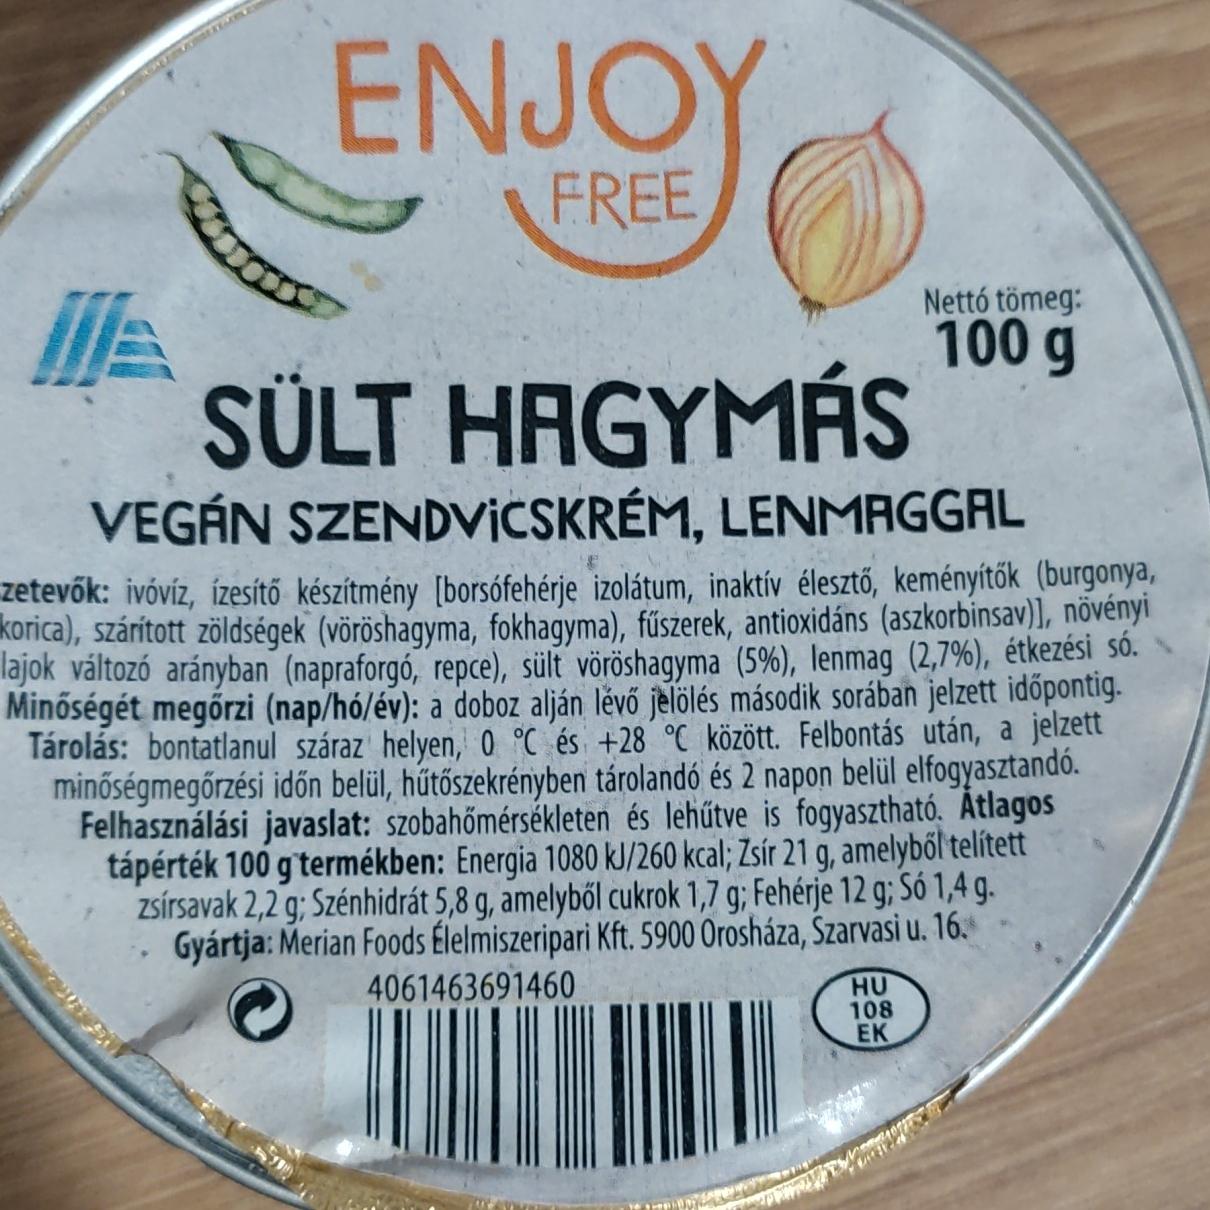 ENJOY
FREE
Nettó tömeg:
100 g
SÜLT HAGYMÁS
VEGÁN SZENDVICSKRÉM, LENMAGGAL
zetevők: ivóvíz, ízesítő készítmény [borsófehérje izolátum, inaktív élesztő, keményítők (burgonya,
korica), szárított zöldségek (vöröshagyma, fokhagyma), fűszerek, antioxidáns (aszkorbinsav)], növényi
lajok változó arányban (napraforgó, repce), sült vöröshagyma (5%), lenmag (2,7%), étkezési só.
Minőségét megőrzi (nap/hó/év): a doboz alján lévő jelölés második sorában jelzett időpontig.
Tárolás: bontatlanul száraz helyen, 0 °C és +28 °C között. Felbontás után, a jelzett
minőségmegőrzési időn belül, hűtőszekrényben tárolandó és 2 napon belül elfogyasztandó.
Felhasználási javaslat: szobahőmérsékleten és lehűtve is fogyasztható. Átlagos
tápérték 100 g termékben: Energia 1080 kJ/260 kcal; Zsír 21 g, amelyből telített
zsírsavak 2,2 g; Szénhidrát 5,8 g, amelyből cukrok 1,7 g; Fehérje 12 g; Só 1,4 g.
Gyártja: Merian Foods Élelmiszeripari Kft. 5900 Orosháza, Szarvasi u. 16.
4061463691460
HU
108
EK